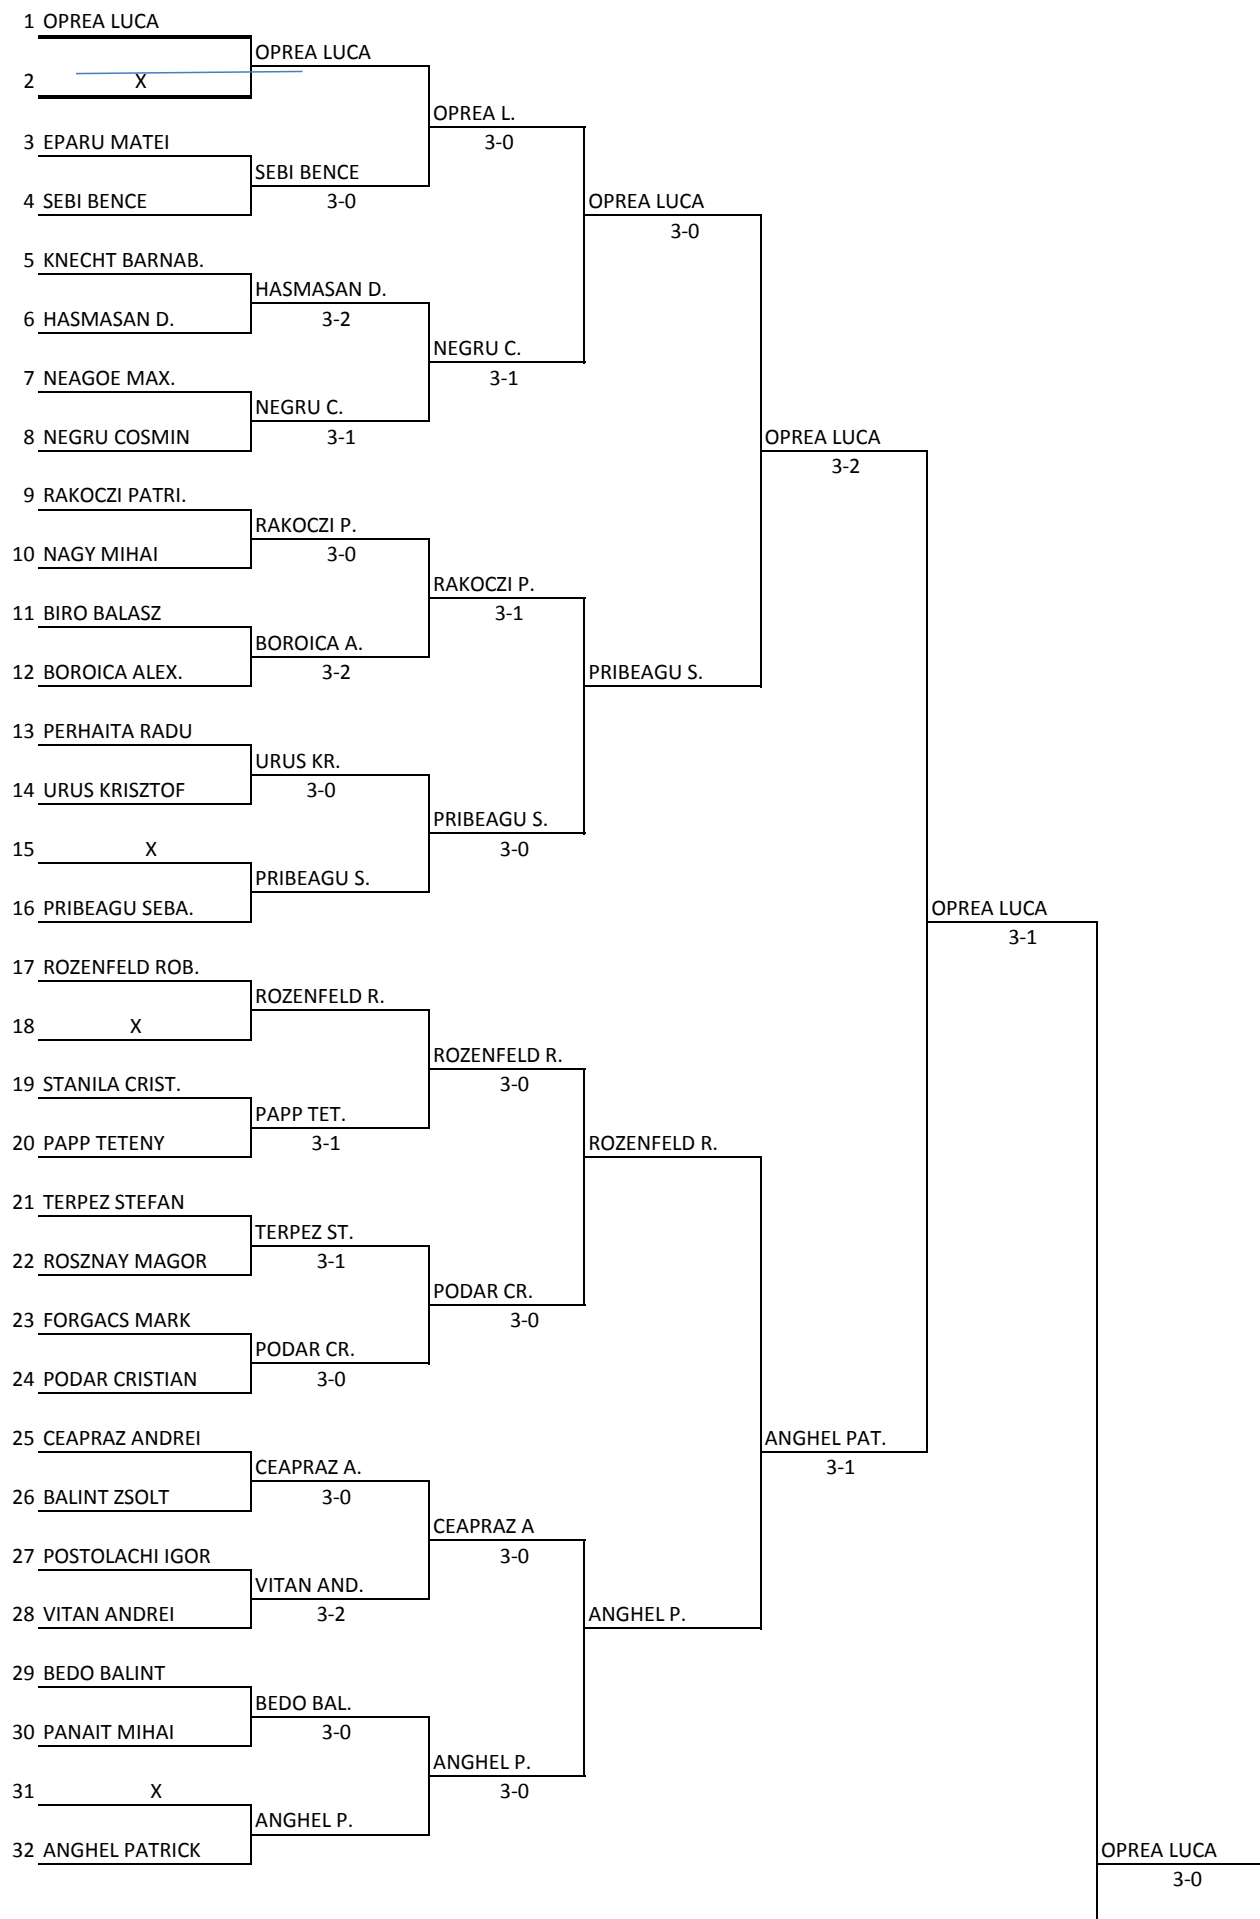 1 OPREA LUCA
OPREA LUCA
2 X
OPREA L.
3 EPARU MATEI
3-0
SEBI BENCE
4 SEBI BENCE
3-0
OPREA LUCA
3-0
5 KNECHT BARNAB.
HASMASAN D.
6 HASMASAN D.
3-2
NEGRU C.
7 NEAGOE MAX.
3-1
NEGRU C.
8 NEGRU COSMIN
3-1
OPREA LUCA
3-2
9 RAKOCZI PATRI.
RAKOCZI P.
10 NAGY MIHAI
3-0
RAKOCZI P.
11 BIRO BALASZ
3-1
BOROICA A.
12 BOROICA ALEX.
3-2
PRIBEAGU S.
13 PERHAITA RADU
URUS KR.
14 URUS KRISZTOF
3-0
PRIBEAGU S.
15 X
3-0
PRIBEAGU S.
16 PRIBEAGU SEBA.
OPREA LUCA
3-1
17 ROZENFELD ROB.
ROZENFELD R.
18 X
ROZENFELD R.
19 STANILA CRIST.
3-0
PAPP TET.
20 PAPP TETENY
3-1
ROZENFELD R.
21 TERPEZ STEFAN
TERPEZ ST.
22 ROSZNAY MAGOR
3-1
PODAR CR.
23 FORGACS MARK
3-0
PODAR CR.
24 PODAR CRISTIAN
3-0
25 CEAPRAZ ANDREI
ANGHEL PAT.
3-1
CEAPRAZ A.
26 BALINT ZSOLT
3-0
CEAPRAZ A
27 POSTOLACHI IGOR
3-0
VITAN AND.
28 VITAN ANDREI
3-2
ANGHEL P.
29 BEDO BALINT
BEDO BAL.
30 PANAIT MIHAI
3-0
ANGHEL P.
31 X
3-0
ANGHEL P.
32 ANGHEL PATRICK
OPREA LUCA
3-0